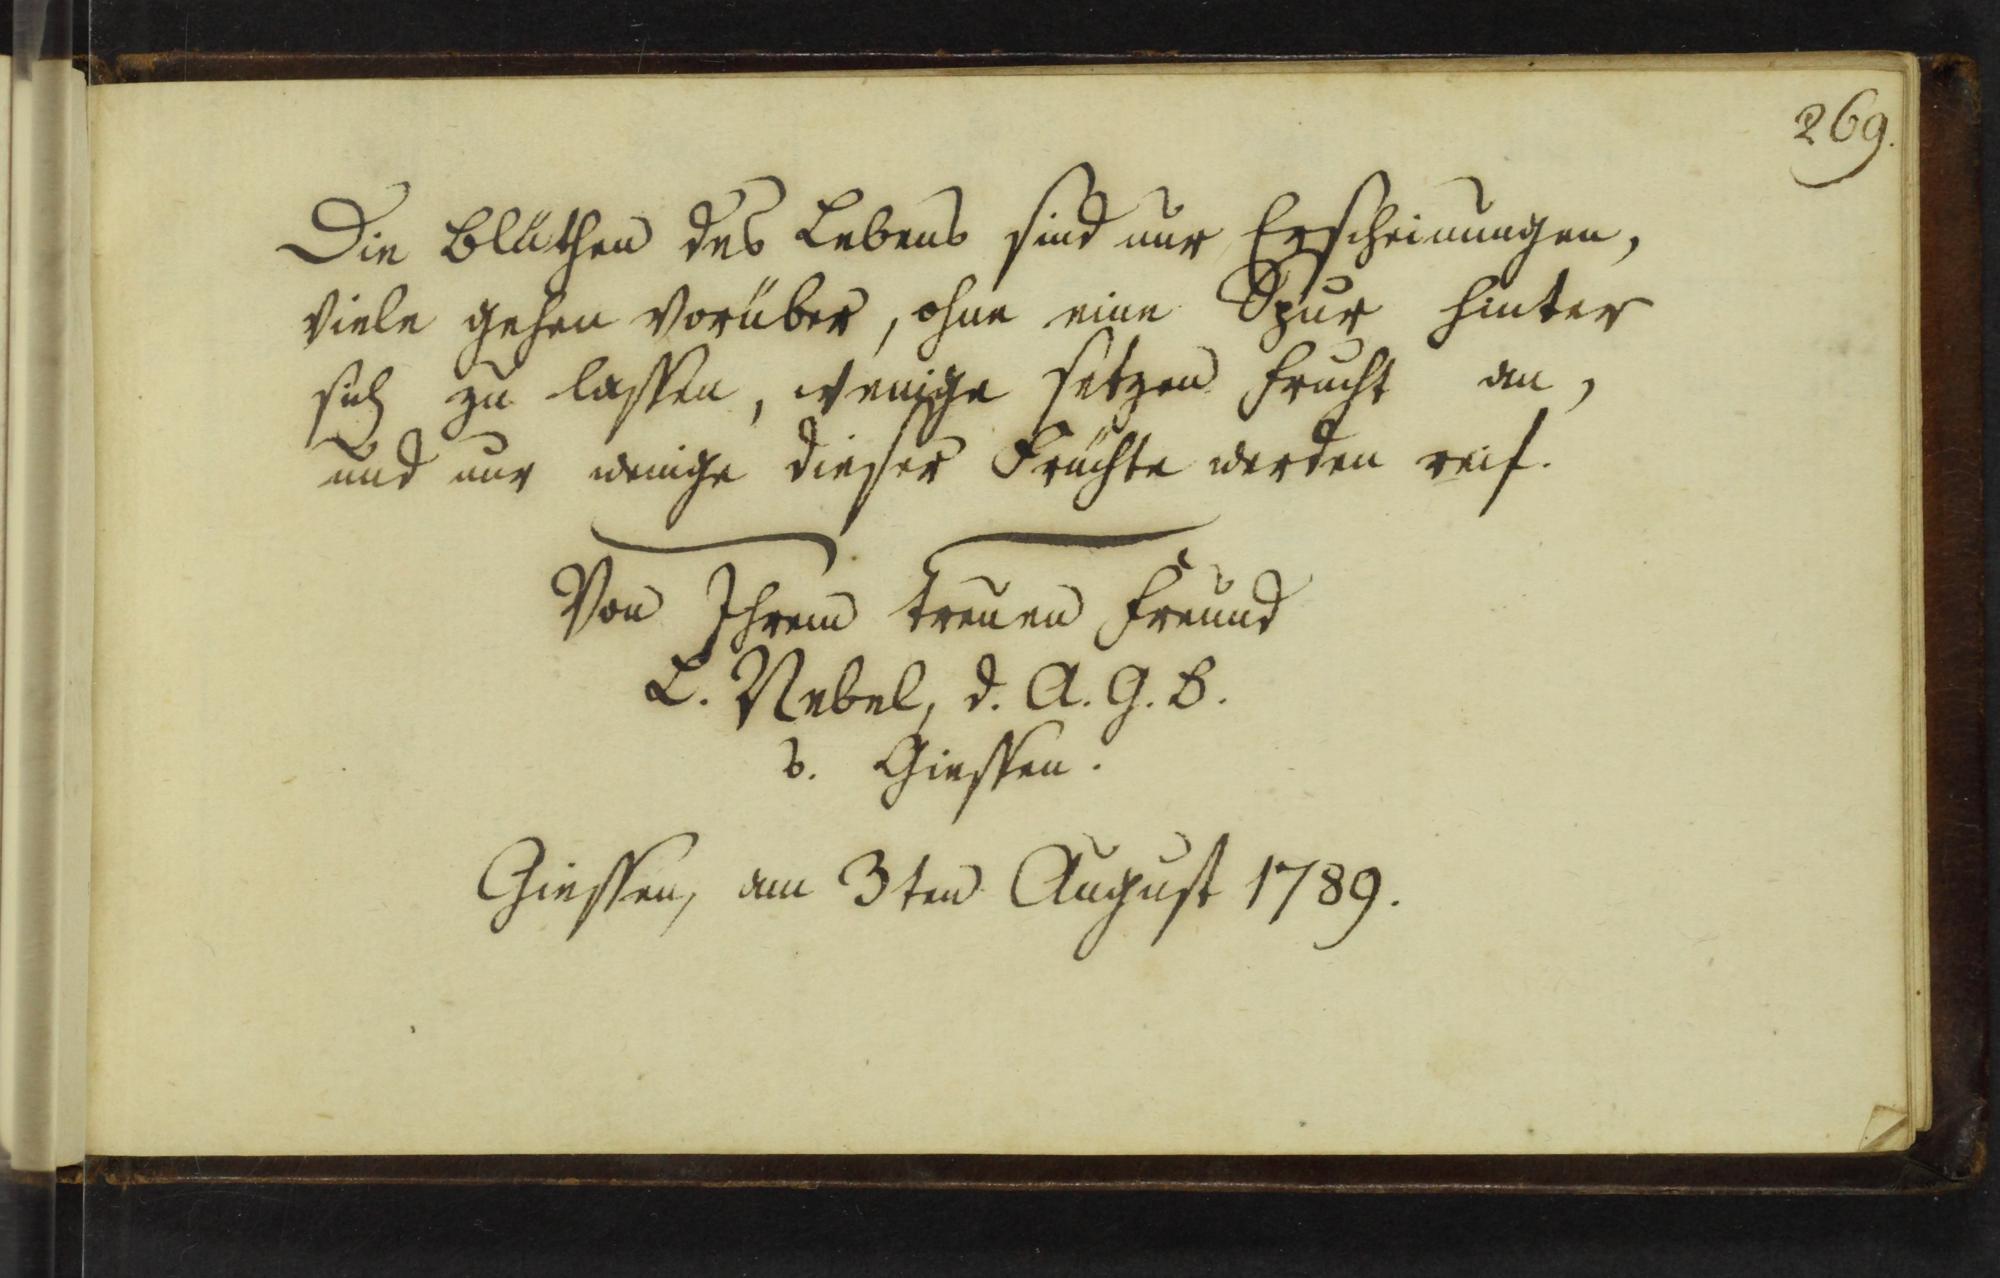 269.
Die Blüthen des Lebens sind nur Erscheinungen,
viele gehen vorüber, ohne eine Spur hinter
sich zu lassen, wenige setzen Frucht an,
und nur wenige dieser Früchte werden reif.
Von Ihrem treuen Freund
L. Nebel, d. A. G. B.
v. Giessen.
Giessen, am 3ten August 1789.